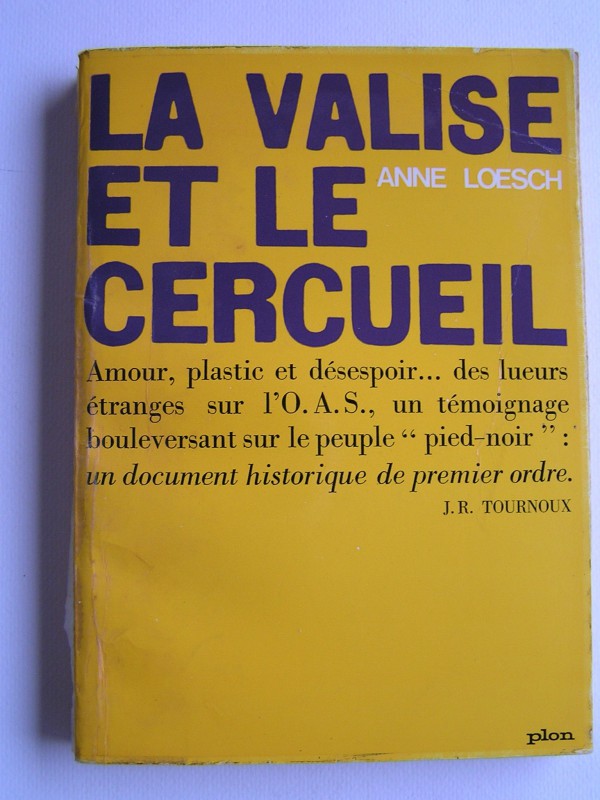 LA VALISE
ET LE
ANNE LOESCH
CERCUEIL
Amour, plastic et désespoir... des lueurs
étranges sur l'O.A.S., un témoignage
bouleversant sur le peuple “ pied-noir ” :
un document historique de premier ordre.
J. R. TOURNOUX
plon